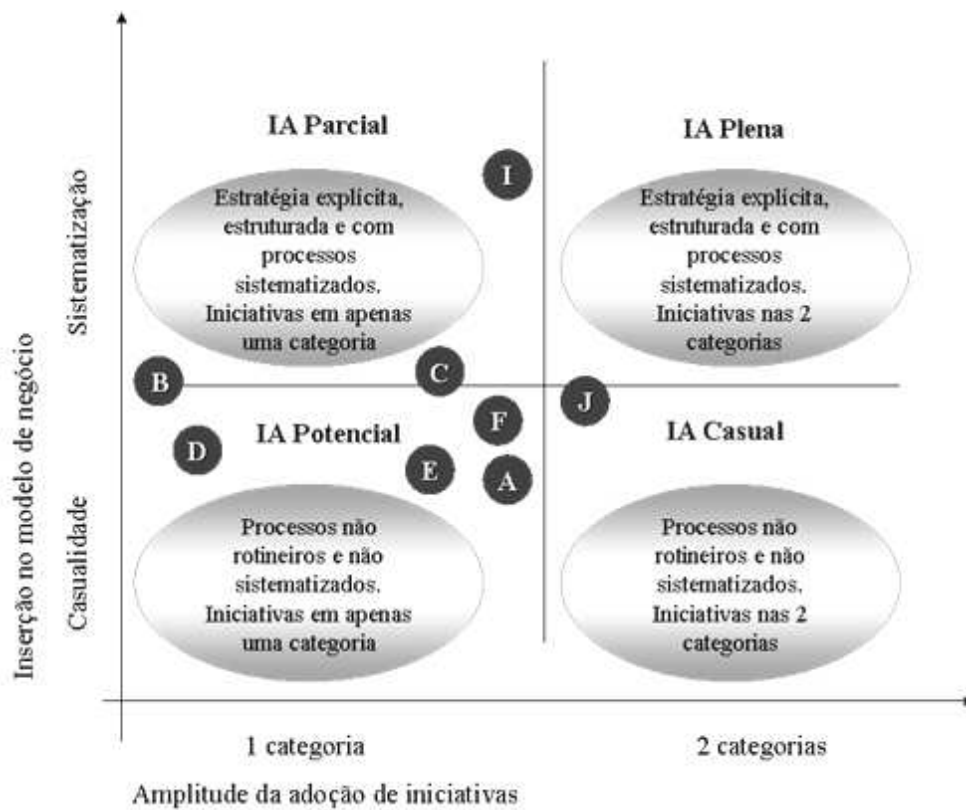 IA Parcial
IA Plena
I
Estratégia explícita,
estruturada e com
processos
sistematizados.
Iniciativas em apenas
uma categoria
Estratégia explícita,
estruturada e com
processos
sistematizados.
Iniciativas nas 2
categorias
B
C
J
F
D
IA Potencial
E
A
IA Casual
Processos não
rotineiros e não
sistematizados.
Iniciativas em apenas
uma categoria
Processos não
rotineiros e não
sistematizados.
Iniciativas nas 2
categorias
Inserção no modelo de negócio
Sistematização
Casualidade
1 categoria
2 categorias
Amplitude da adoção de iniciativas